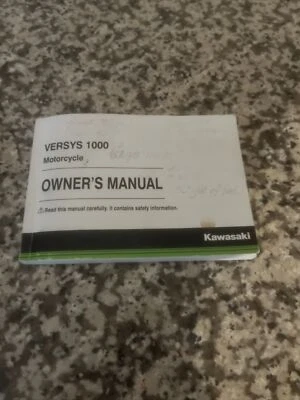 VERSYS 1000
Motorcycle
OWNER'S MANUAL
⚠Read this manual carefully. It contains safety information.
Kawasaki